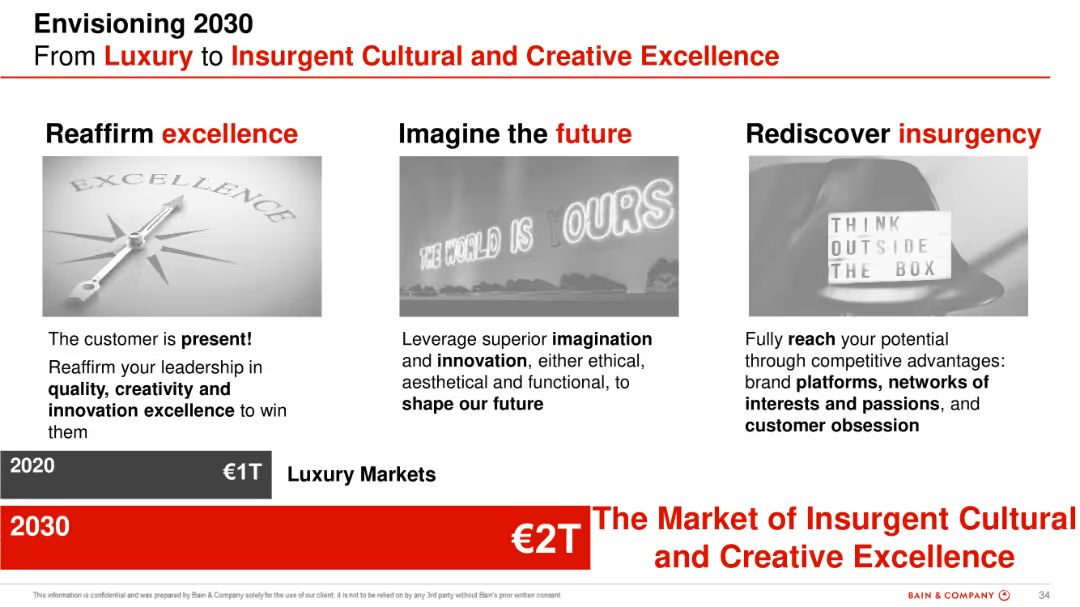 Envisioning 2030
From Luxury to Insurgent Cultural and Creative Excellence
Reaffirm excellence
Imagine the future
Rediscover insurgency
EXCELLENCE
THE WORLD IS YOURS
THINK
OUTSIDE
THE BOX
The customer is present!
Reaffirm your leadership in
quality, creativity and
innovation excellence to win
them
Leverage superior imagination
and innovation, either ethical,
aesthetical and functional, to
shape our future
Fully reach your potential
through competitive advantages:
brand platforms, networks of
interests and passions, and
customer obsession
2020
€1T
Luxury Markets
2030
€2T
The Market of Insurgent Cultural
and Creative Excellence
This information is confidential and was prepared by Bain & Company solely for the use of our client; it is not to be relied on by any 3rd party without Bain's prior written consent
BAIN & COMPANY
34